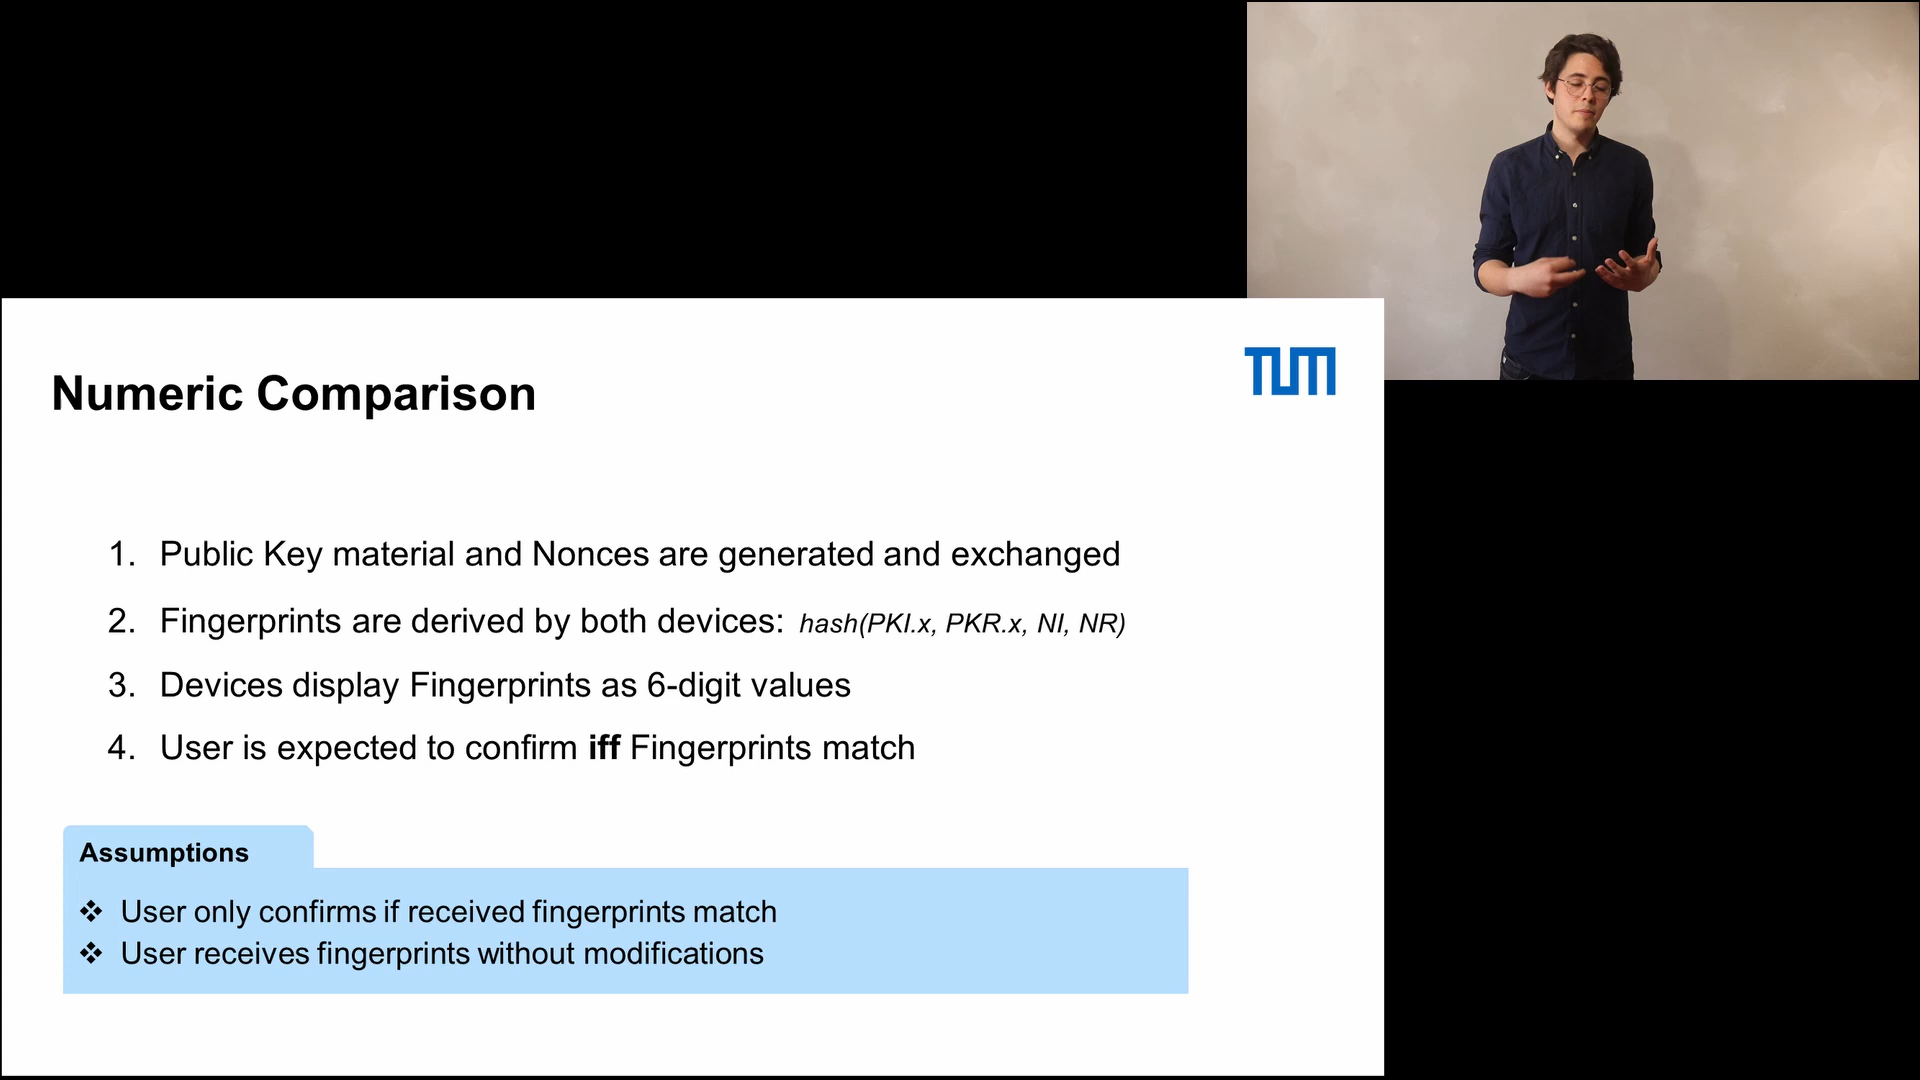 TUM
Numeric Comparison
1. Public Key material and Nonces are generated and exchanged
2. Fingerprints are derived by both devices: hash(PKI.x, PKR.x, NI, NR)
3. Devices display Fingerprints as 6-digit values
4. User is expected to confirm iff Fingerprints match
Assumptions
❖ User only confirms if received fingerprints match
❖ User receives fingerprints without modifications